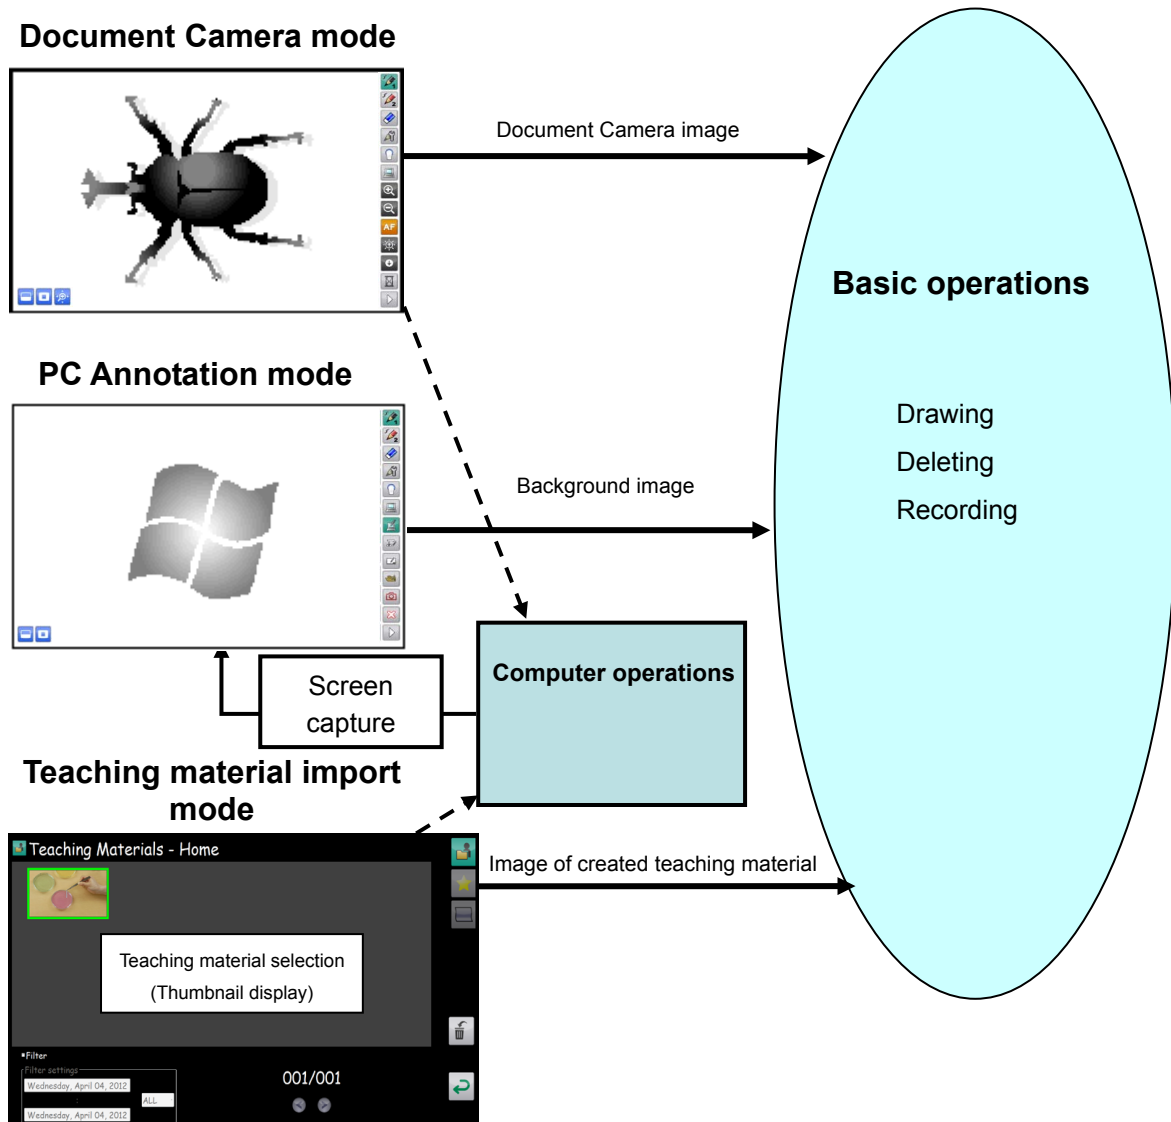 Document Camera mode
AF
Document Camera image
Basic operations
Drawing
Deleting
Recording
PC Annotation mode
Background image
Screen
capture
Computer operations
Teaching material import
mode
Teaching Materials - Home
Image of created teaching material
Teaching material selection
(Thumbnail display)
Filter
Filter settings
Wednesday, April 04, 2012
:
ALL
Wednesday, April 04, 2012
001/001